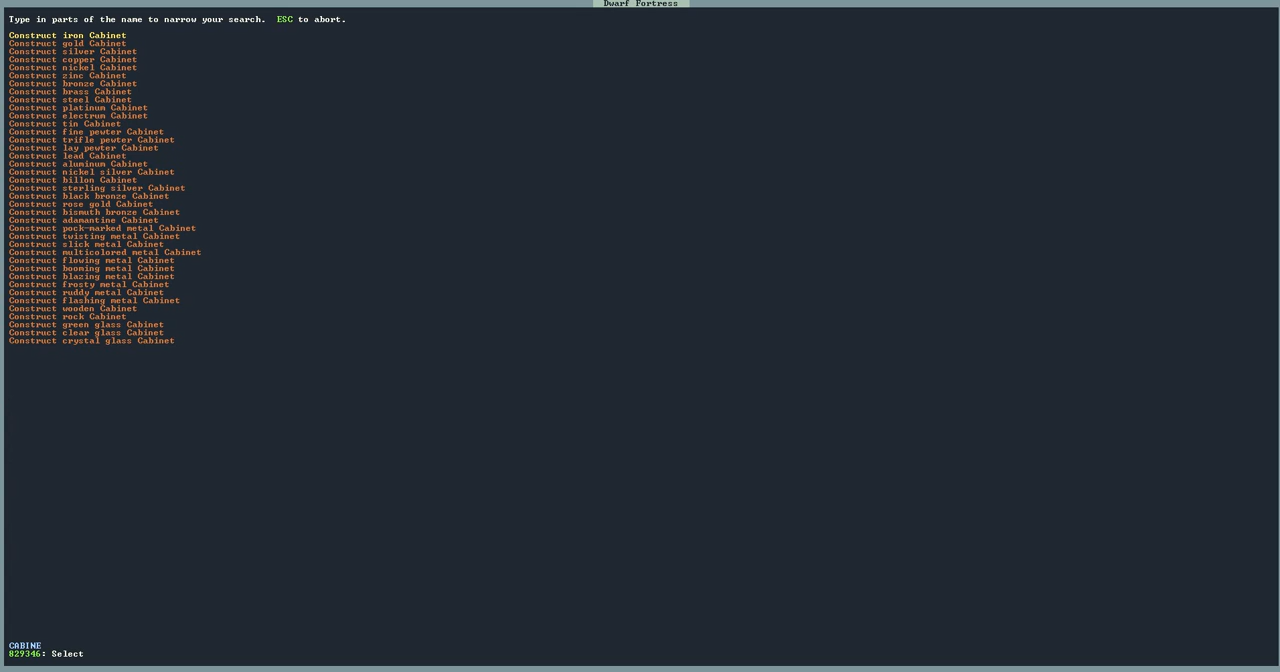 Dwarf Fortress
Type in parts of the name to narrow your search.  ESC to abort.
Construct iron Cabinet
Construct gold Cabinet
Construct silver Cabinet
Construct copper Cabinet
Construct nickel Cabinet
Construct zinc Cabinet
Construct bronze Cabinet
Construct brass Cabinet
Construct steel Cabinet
Construct platinum Cabinet
Construct electrum Cabinet
Construct tin Cabinet
Construct fine pewter Cabinet
Construct trifle pewter Cabinet
Construct lay pewter Cabinet
Construct lead Cabinet
Construct aluminum Cabinet
Construct nickel silver Cabinet
Construct billon Cabinet
Construct sterling silver Cabinet
Construct black bronze Cabinet
Construct rose gold Cabinet
Construct bismuth bronze Cabinet
Construct adamantine Cabinet
Construct pock-marked metal Cabinet
Construct twisting metal Cabinet
Construct slick metal Cabinet
Construct multicolored metal Cabinet
Construct flowing metal Cabinet
Construct booming metal Cabinet
Construct blazing metal Cabinet
Construct frosty metal Cabinet
Construct ruddy metal Cabinet
Construct flashing metal Cabinet
Construct wooden Cabinet
Construct rock Cabinet
Construct green glass Cabinet
Construct clear glass Cabinet
Construct crystal glass Cabinet
CABINE
829346: Select